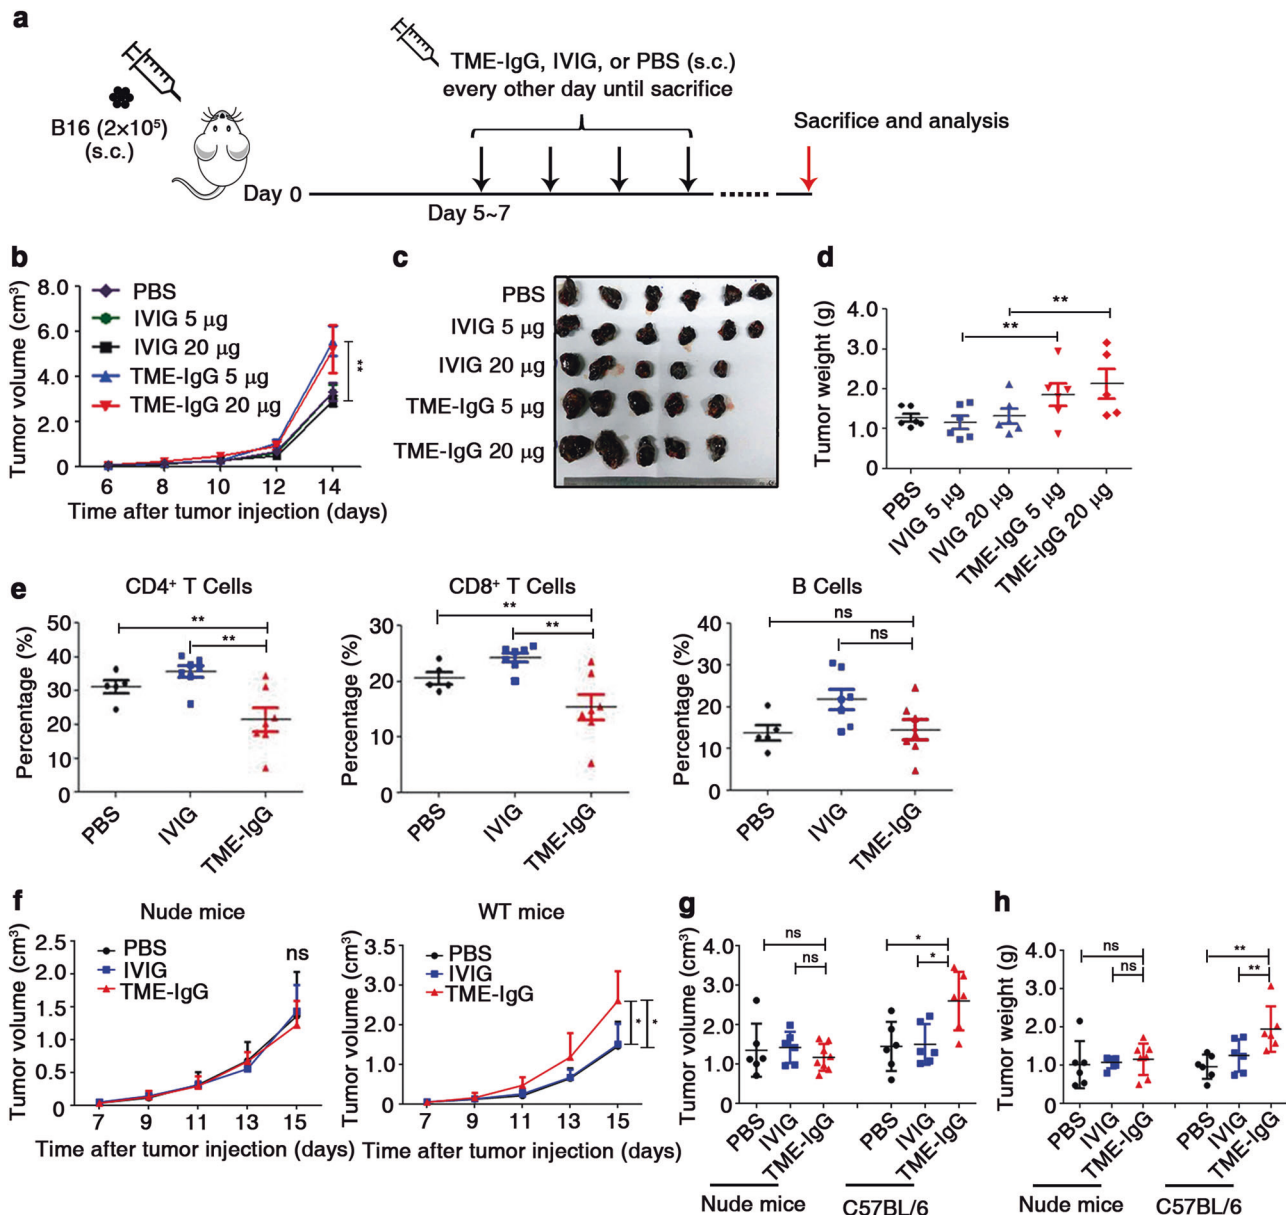 a
TME-IgG, IVIG, or PBS (s.c.)
every other day until sacrifice
B16 (2×10⁵)
(s.c.)
Sacrifice and analysis
Day 0
Day 5~7
b
Tumor volume (cm³)
8.0
6.0
4.0
2.0
0
PBS
IVIG 5 µg
IVIG 20 µg
TME-IgG 5 µg
TME-IgG 20 µg
**
6 8 10 12 14
Time after tumor injection (days)
c
PBS
IVIG 5 µg
IVIG 20 µg
TME-IgG 5 µg
TME-IgG 20 µg
d
Tumor weight (g)
4.0
3.0
2.0
1.0
0
**
**
PBS
IVIG 5 µg
IVIG 20 µg
TME-IgG 5 µg
TME-IgG 20 µg
e
CD4⁺ T Cells
Percentage (%)
50
40
30
20
10
0
**
**
PBS
IVIG
TME-IgG
CD8⁺ T Cells
Percentage (%)
30
20
10
0
**
**
PBS
IVIG
TME-IgG
B Cells
Percentage (%)
40
30
20
10
0
ns
ns
PBS
IVIG
TME-IgG
f
Nude mice
Tumor volume (cm³)
2.5
2.0
1.5
1.0
0.5
0
PBS
IVIG
TME-IgG
ns
7 9 11 13 15
Time after tumor injection (days)
WT mice
Tumor volume (cm³)
3.5
3.0
2.0
1.0
0
PBS
IVIG
TME-IgG
*
*
7 9 11 13 15
Time after tumor injection (days)
g
Tumor volume (cm³)
4.0
3.0
2.0
1.0
0
ns
ns
*
*
PBS
IVIG
TME-IgG
PBS
IVIG
TME-IgG
Nude mice
C57BL/6
h
Tumor weight (g)
4.0
3.0
2.0
1.0
0
ns
ns
**
**
PBS
IVIG
TME-IgG
PBS
IVIG
TME-IgG
Nude mice
C57BL/6